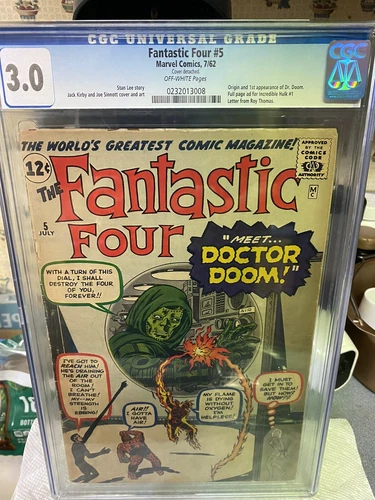 CGC UNIVERSAL GRADE
3.0
Fantastic Four #5
Marvel Comics, 7/62
Cover detached
OFF-WHITE Pages
Stan Lee story
Jack Kirby and Joe Sinnott cover and art
0232013008
Origin and 1st appearance of Dr. Doom.
Full page ad for Incredible Hulk #1
Letter from Roy Thomas.
CGC
THE WORLD'S GREATEST COMIC MAGAZINE!
APPROVED
BY THE
COMICS
CODE
AUTHORITY
12¢
THE
Fantastic
Four
5
JULY
M
C
"MEET...
DOCTOR
DOOM!"
WITH A TURN OF THIS
DIAL, I SHALL
DESTROY THE FOUR
OF YOU,
FOREVER!!
I'VE GOT TO
REACH HIM!
HE'S DRAINING
THE AIR OUT
OF THE
ROOM!
I CAN'T
BREATHE!
MY--MY
STRENGTH
IS
EBBING!
AIR!!
I GOTTA
HAVE
AIR!
MY FLAME
IS DYING
WITHOUT
OXYGEN!
I'M
HELPLESS!
I MUST
GET IN TO
SAVE THEM!
BUT HOW?
HOW??